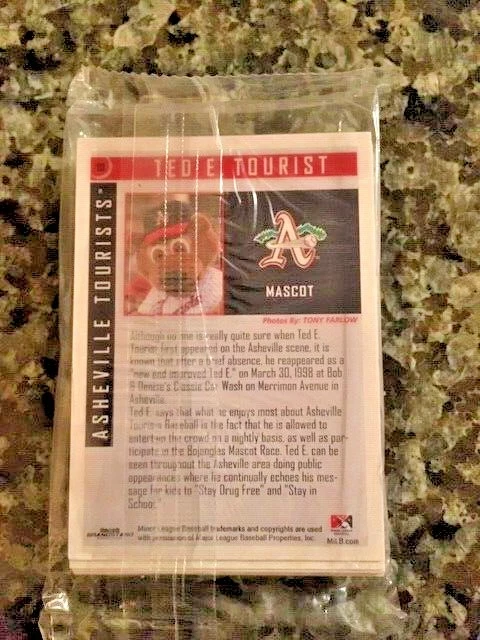 TED E TOURIST
ASHEVILLE TOURISTS
A
MASCOT
Photos By: TONY FARLOW
Although no one is really quite sure when Ted E.
Tourist first appeared on the Asheville scene, it is
known that after a brief absence, he reappeared as a
"new end improved Ted E." on March 30, 1998 at Bob
& Denise's Classic Car Wash on Merrimon Avenue in
Asheville.
Ted E. says that what he enjoys most about Asheville
Tourism Baseball is the fact that he is allowed to
entertain the crowd on a nightly basis, as well as par-
ticipate in the Bojangles Mascot Race. Ted E. can be
seen throughout the Asheville area doing public
appearances where he continually echoes his mes-
sage for kids to "Stay Drug Free" and "Stay in
School."
Minor League Baseball trademarks and copyrights are used
with permission of Major League Baseball Properties, Inc.
MiLB.com